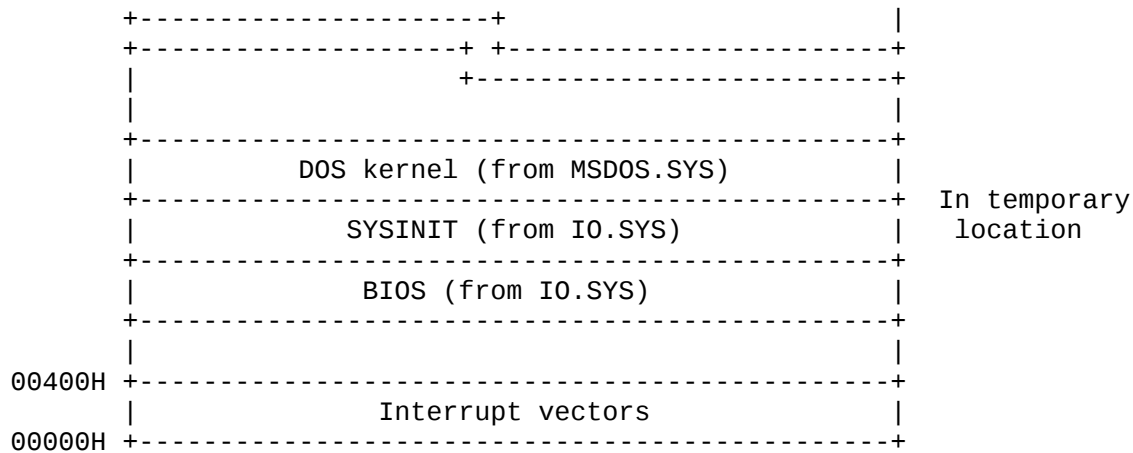 DOS kernel (from MSDOS.SYS)
In temporary
SYSINIT (from IO.SYS)
location
BIOS (from IO.SYS)
00400H
Interrupt vectors
00000H